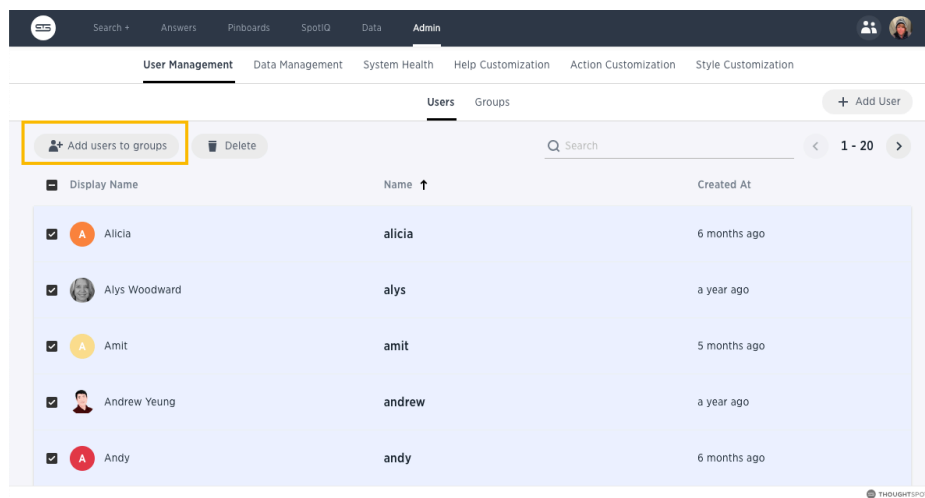 STS Search + Answers Pinboards SpotIQ Data Admin
User Management Data Management System Health Help Customization Action Customization Style Customization
Users Groups + Add User
Add users to groups Delete Search 1 - 20
Display Name Name ↑ Created At
A Alicia alicia 6 months ago
Alys Woodward alys a year ago
A Amit amit 5 months ago
Andrew Yeung andrew a year ago
A Andy andy 6 months ago
THOUGHTSPO